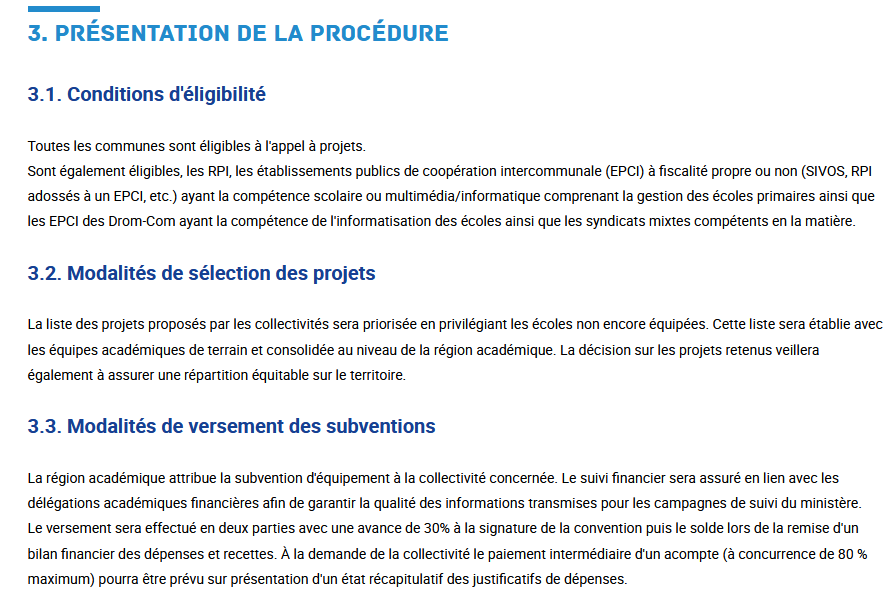 3. PRÉSENTATION DE LA PROCÉDURE
3.1. Conditions d'éligibilité
Toutes les communes sont éligibles à l'appel à projets.
Sont également éligibles, les RPI, les établissements publics de coopération intercommunale (EPCI) à fiscalité propre ou non (SIVOS, RPI
adossés à un EPCI, etc.) ayant la compétence scolaire ou multimédia/informatique comprenant la gestion des écoles primaires ainsi que
les EPCI des Drom-Com ayant la compétence de l'informatisation des écoles ainsi que les syndicats mixtes compétents en la matière.
3.2. Modalités de sélection des projets
La liste des projets proposés par les collectivités sera priorisée en privilégiant les écoles non encore équipées. Cette liste sera établie avec
les équipes académiques de terrain et consolidée au niveau de la région académique. La décision sur les projets retenus veillera
également à assurer une répartition équitable sur le territoire.
3.3. Modalités de versement des subventions
La région académique attribue la subvention d'équipement à la collectivité concernée. Le suivi financier sera assuré en lien avec les
délégations académiques financières afin de garantir la qualité des informations transmises pour les campagnes de suivi du ministère.
Le versement sera effectué en deux parties avec une avance de 30% à la signature de la convention puis le solde lors de la remise d'un
bilan financier des dépenses et recettes. À la demande de la collectivité le paiement intermédiaire d'un acompte (à concurrence de 80 %
maximum) pourra être prévu sur présentation d'un état récapitulatif des justificatifs de dépenses.